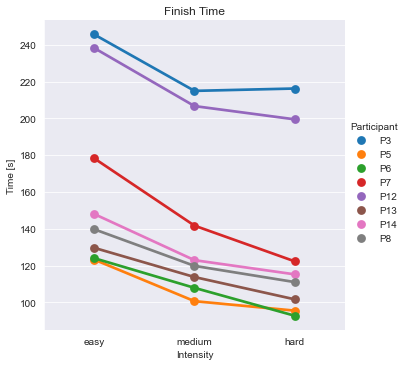 Finish Time
240
220
200
180
160
140
120
100
Time [s]
easy
medium
hard
Intensity
Participant
P3
P5
P6
P7
P12
P13
P14
P8